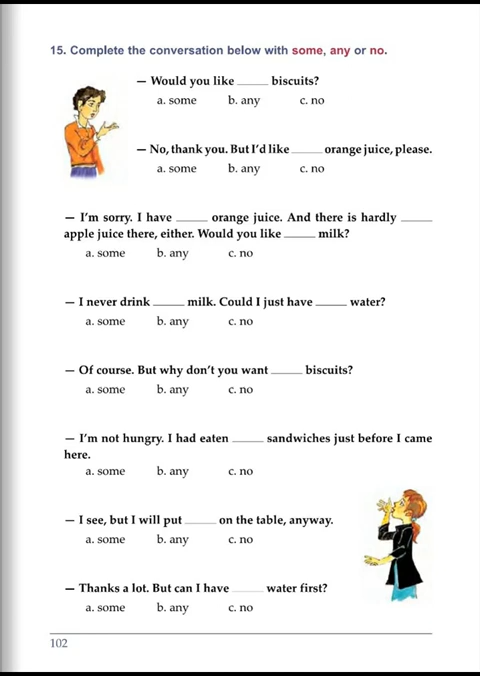 15. Complete the conversation below with some, any or no.
— Would you like _____ biscuits?
a. some b. any c. no
— No, thank you. But I'd like _____ orange juice, please.
a. some b. any c. no
— I'm sorry. I have _____ orange juice. And there is hardly _____
apple juice there, either. Would you like _____ milk?
a. some b. any c. no
— I never drink _____ milk. Could I just have _____ water?
a. some b. any c. no
— Of course. But why don't you want _____ biscuits?
a. some b. any c. no
— I'm not hungry. I had eaten _____ sandwiches just before I came
here.
a. some b. any c. no
— I see, but I will put _____ on the table, anyway.
a. some b. any c. no
— Thanks a lot. But can I have _____ water first?
a. some b. any c. no
102